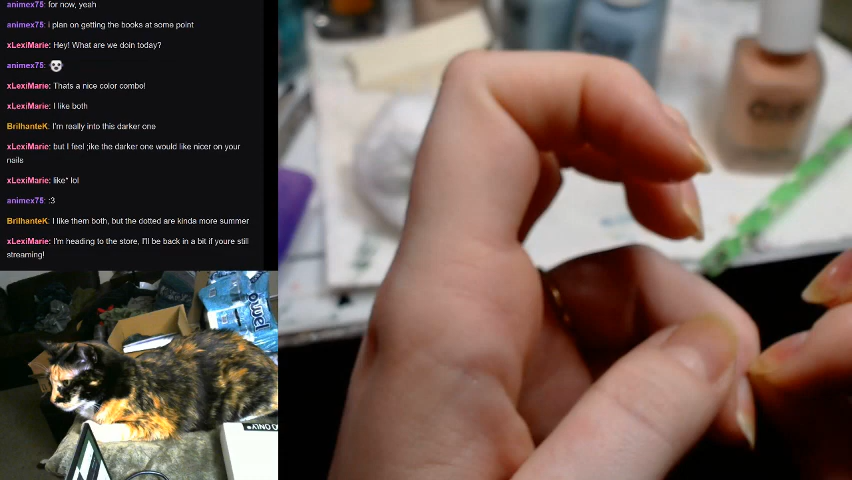 animex75: for now, yeah
animex75: i plan on getting the books at some point
xLexiMarie: Hey! What are we doin today?
animex75:
xLexiMarie: Thats a nice color combo!
xLexiMarie: I like both
BrilhanteK: I'm really into this darker one
xLexiMarie: but I feel ;ike the darker one would like nicer on your
nails
xLexiMarie: like* lol
animex75: :3
BrilhanteK: I like them both, but the dotted are kinda more summer
xLexiMarie: I'm heading to the store, I'll be back in a bit if youre still
streaming!